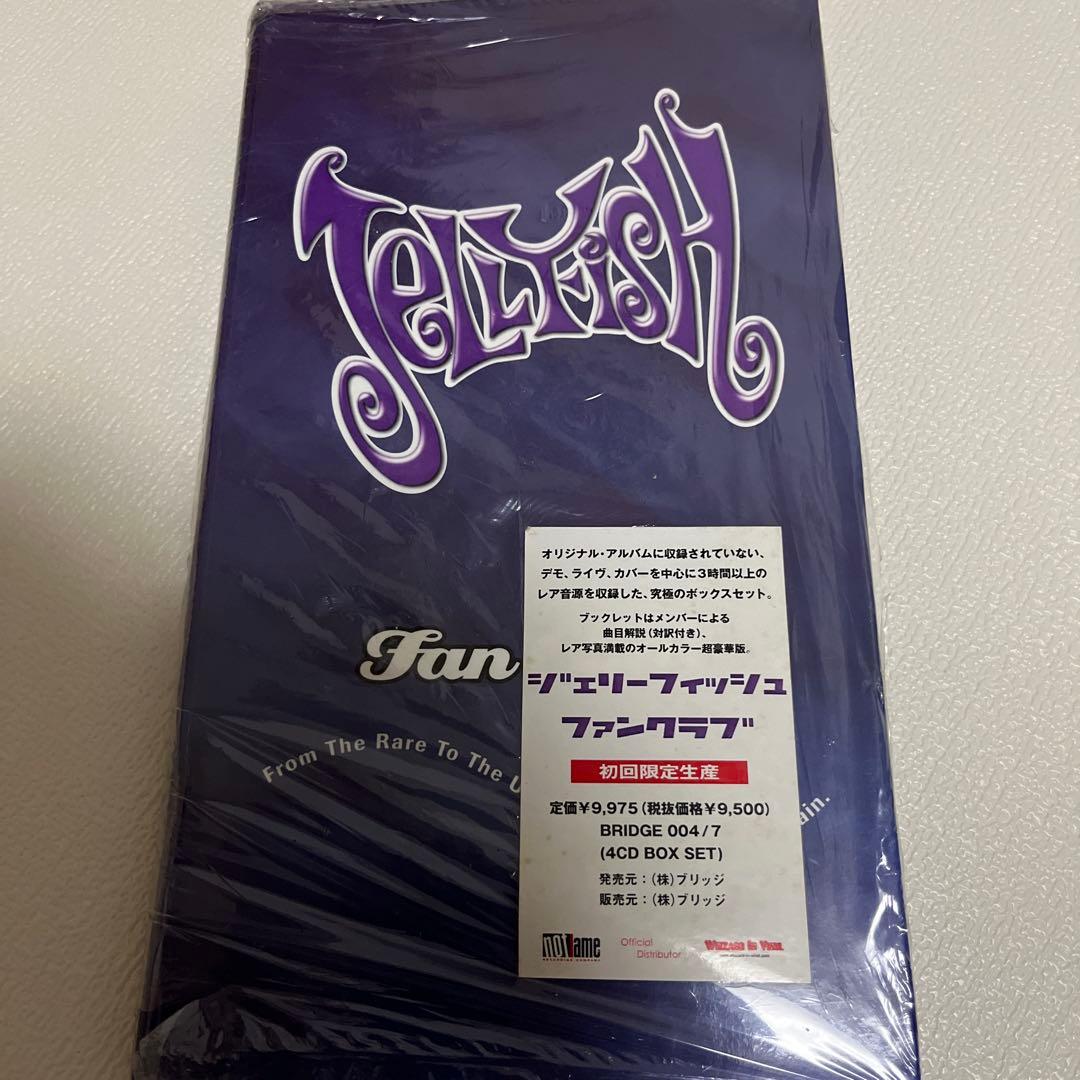 JELLYFiSH
Fan
From The Rare To The U
ain.
オリジナル・アルバムに収録されていない、
デモ、ライヴ、カバーを中心に3時間以上の
レア音源を収録した、究極のボックスセット。
ブックレットはメンバーによる
曲目解説(対訳付き)、
レア写真満載のオールカラー超豪華版。
ジェリーフィッシュ
ファンクラブ
初回限定生産
定価¥9,975(税抜価格¥9,500)
BRIDGE 004/7
(4CD BOX SET)
発売元:(株)ブリッジ
販売元:(株)ブリッジ
not lame
RECORDING COMPANY
Official
Distributor
Wizzard In Vinyl